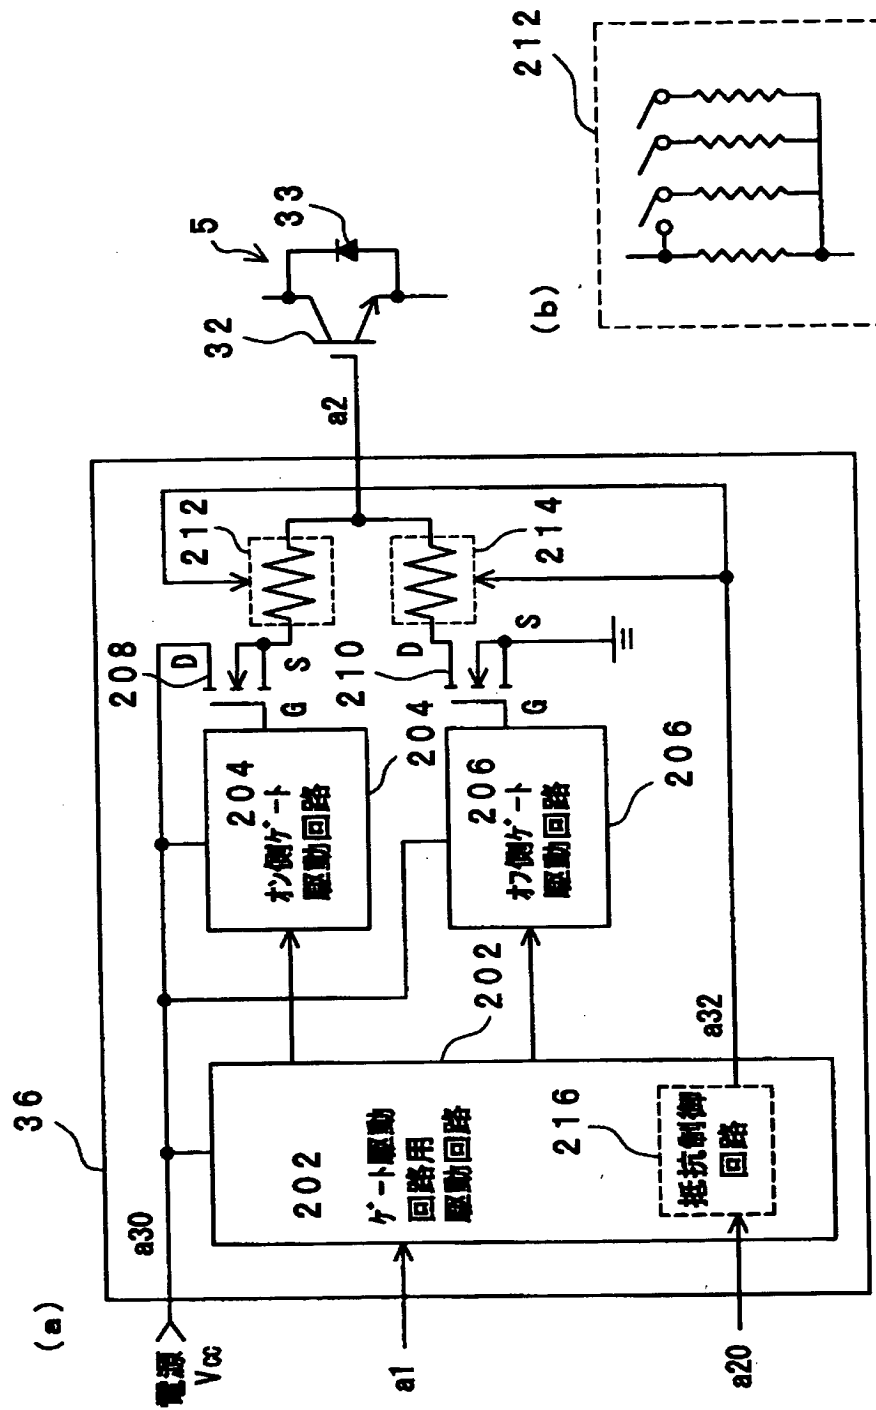 (a)
電源
Vcc
a30
36
a1
a20
202
ゲート駆動
回路用
駆動回路
216
抵抗制御
回路
202
a32
204
オン側ゲート
駆動回路
204
206
オフ側ゲート
駆動回路
206
208
D
G
S
210
D
G
S
212
214
a2
32
5
33
(b)
212